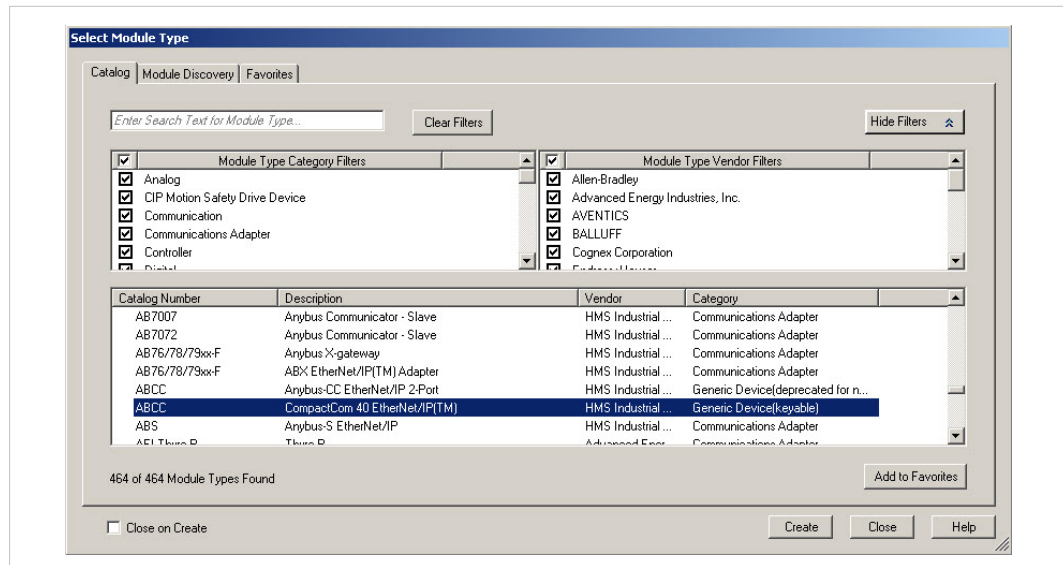 Select Module Type
Catalog Module Discovery Favorites
Enter Search Text for Module Type... Clear Filters Hide Filters
Module Type Category Filters Module Type Vendor Filters
Analog Allen-Bradley
CIP Motion Safety Drive Device Advanced Energy Industries, Inc.
Communication AVENTICS
Communications Adapter BALLUFF
Controller Cognex Corporation
Digital
Catalog Number Description Vendor Category
AB7007 Anybus Communicator - Slave HMS Industrial ... Communications Adapter
AB7072 Anybus Communicator - Slave HMS Industrial ... Communications Adapter
AB76/78/79xx-F Anybus X-gateway HMS Industrial ... Communications Adapter
AB76/78/79xx-F ABX EtherNet/IP(TM) Adapter HMS Industrial ... Communications Adapter
ABCC Anybus-CC EtherNet/IP 2-Port HMS Industrial ... Generic Device(deprecated for n...
ABCC CompactCom 40 EtherNet/IP(TM) HMS Industrial ... Generic Device(keyable)
ABS Anybus-S EtherNet/IP HMS Industrial ... Communications Adapter
Advanced Ener... Communications Adapter
464 of 464 Module Types Found Add to Favorites
Close on Create Create Close Help